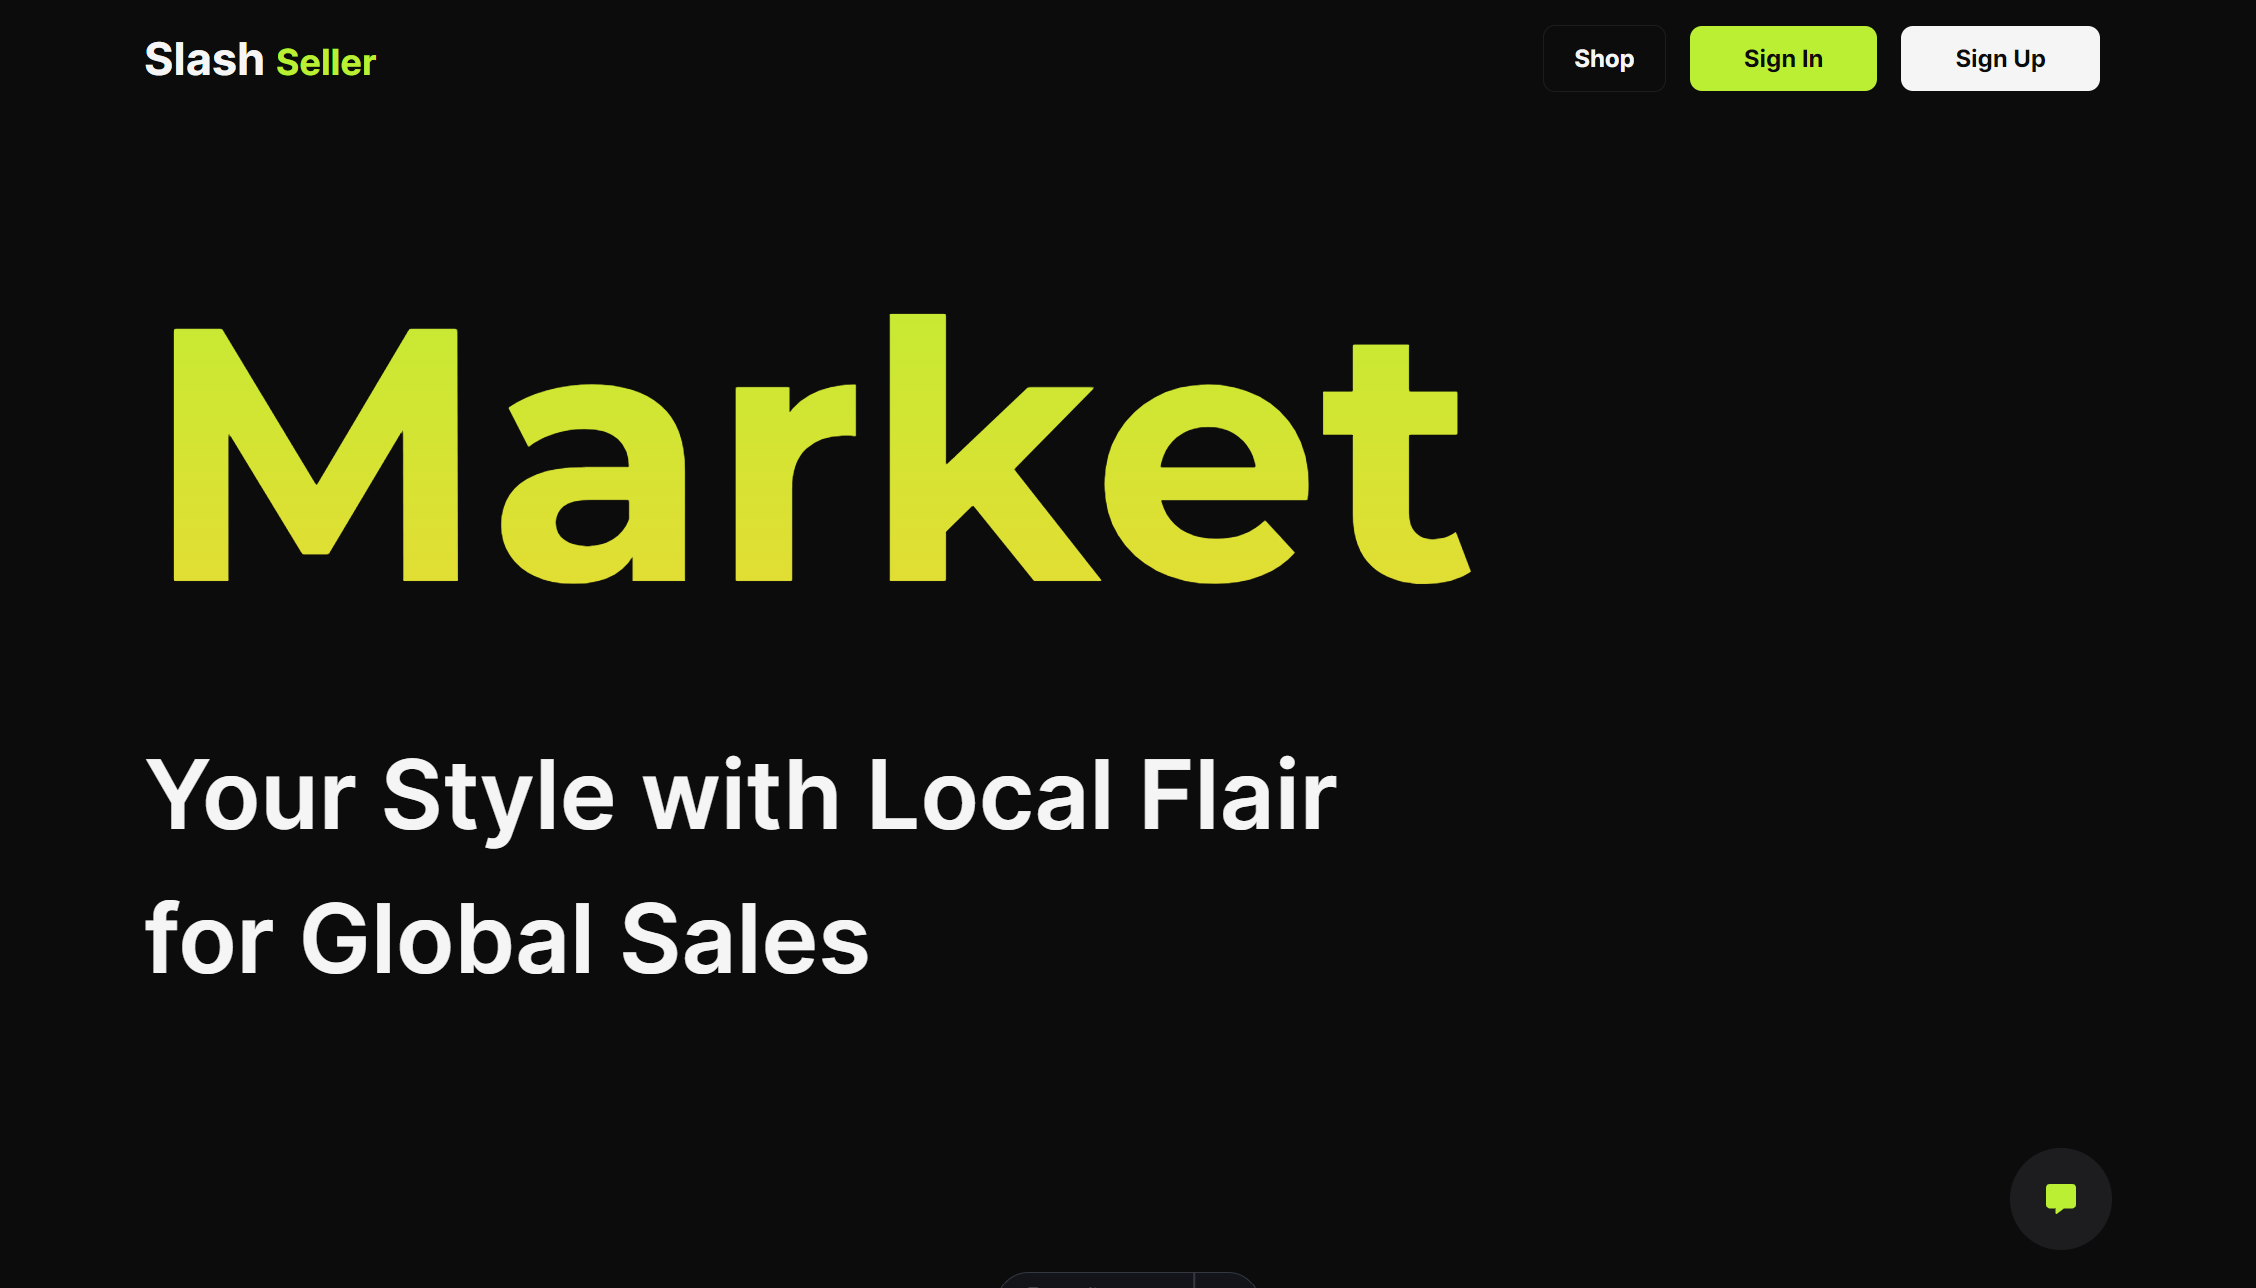 Slash Seller
Shop
Sign In
Sign Up
Market
Your Style with Local Flair
for Global Sales